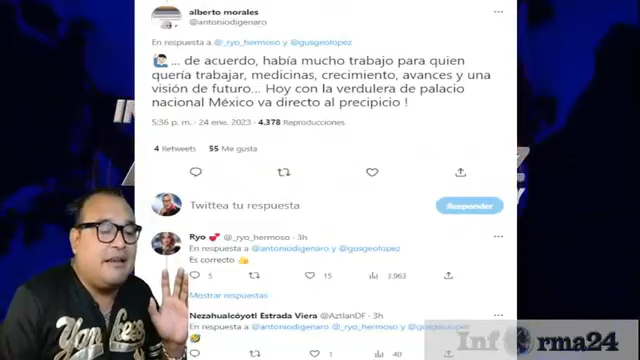 alberto morales
@antoniodigenaro
En respuesta a @_ryo_hermoso y @gusgeolopez
... de acuerdo, había mucho trabajo para quien
quería trabajar, medicinas, crecimiento, avances y una
visión de futuro... Hoy con la verdulera de palacio
nacional México va directo al precipicio !
5:36 p. m. · 24 ene. 2023 · 4.378 Reproducciones
4 Retweets 55 Me gusta
Twittea tu respuesta
Responder
Ryo 💕 @_ryo_hermoso · 3h
En respuesta a @antoniodigenaro y @gusgeolopez
Es correcto 👍
5 15 3.963
Mostrar respuestas
Nezahualcóyotl Estrada Viera @AztlanDF · 3h
En respuesta a @antoniodigenaro @_ryo_hermoso y @gusgeolopez
🤣
1 40
Informa24